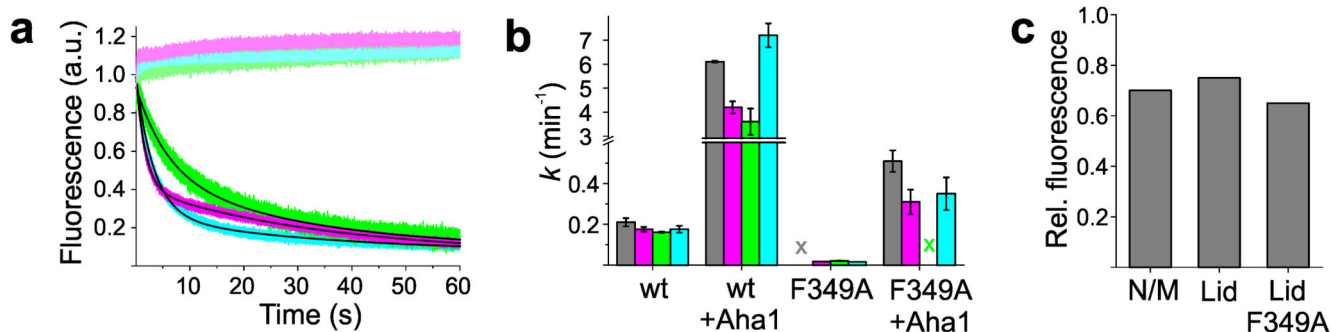 a
Fluorescence (a.u.)
1.2
1.0
0.8
0.6
0.4
0.2
10
20
30
40
50
60
Time (s)
b
k (min⁻¹)
7
6
5
4
3
0.4
0.2
x
x
wt
wt
+Aha1
F349A
F349A
+Aha1
c
Rel. fluorescence
1.0
0.8
0.6
0.4
0.2
N/M
Lid
Lid
F349A